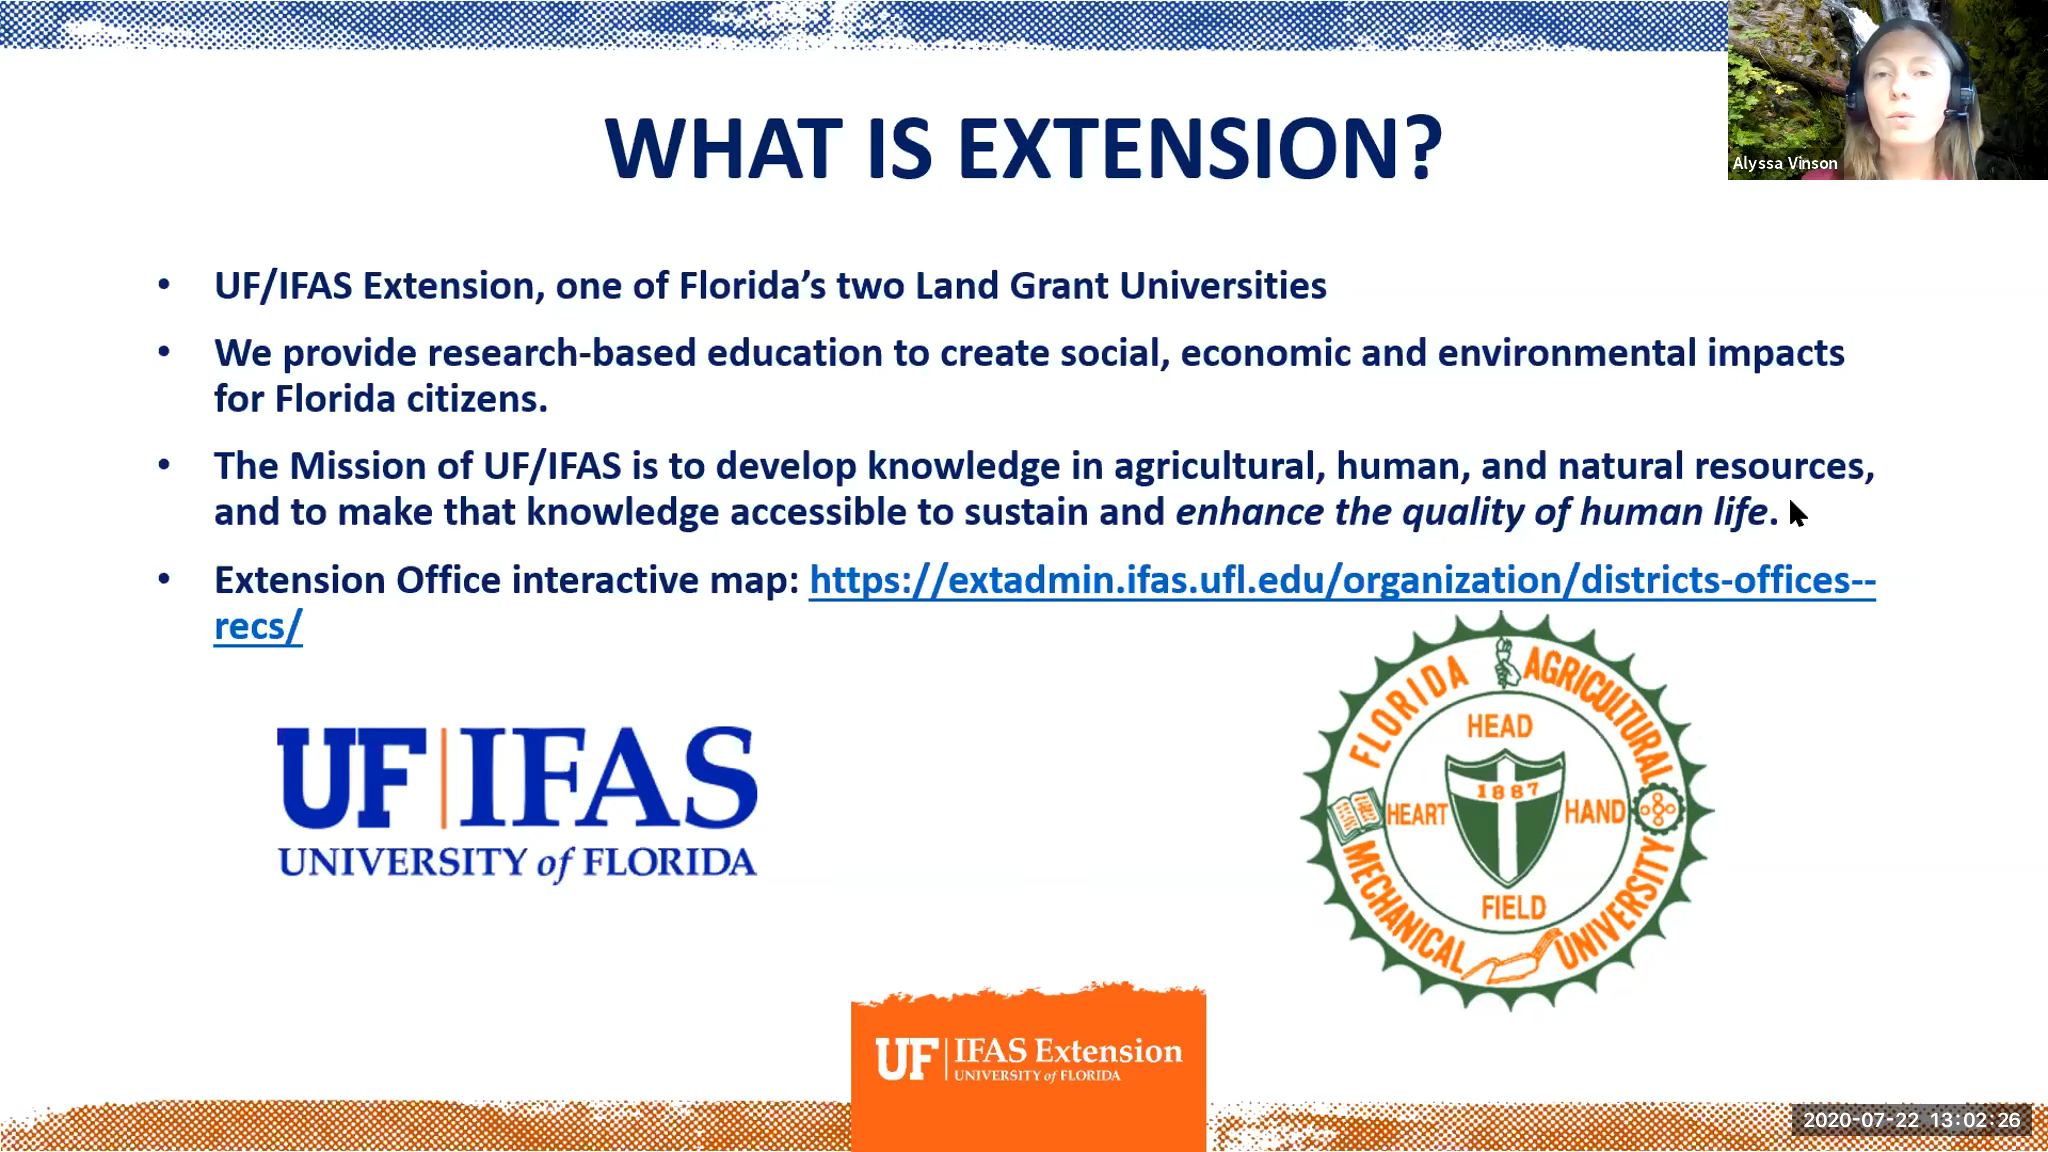 WHAT IS EXTENSION?
Alyssa Vinson
• UF/IFAS Extension, one of Florida’s two Land Grant Universities
• We provide research-based education to create social, economic and environmental impacts
for Florida citizens.
• The Mission of UF/IFAS is to develop knowledge in agricultural, human, and natural resources,
and to make that knowledge accessible to sustain and enhance the quality of human life.
• Extension Office interactive map: https://extadmin.ifas.ufl.edu/organization/districts-offices--
recs/
UF|IFAS
UNIVERSITY of FLORIDA
FLORIDA AGRICULTURAL
MECHANICAL UNIVERSITY
HEAD
1887
HEART
HAND
FIELD
UF | IFAS Extension
UNIVERSITY of FLORIDA
2020-07-22 13:02:26